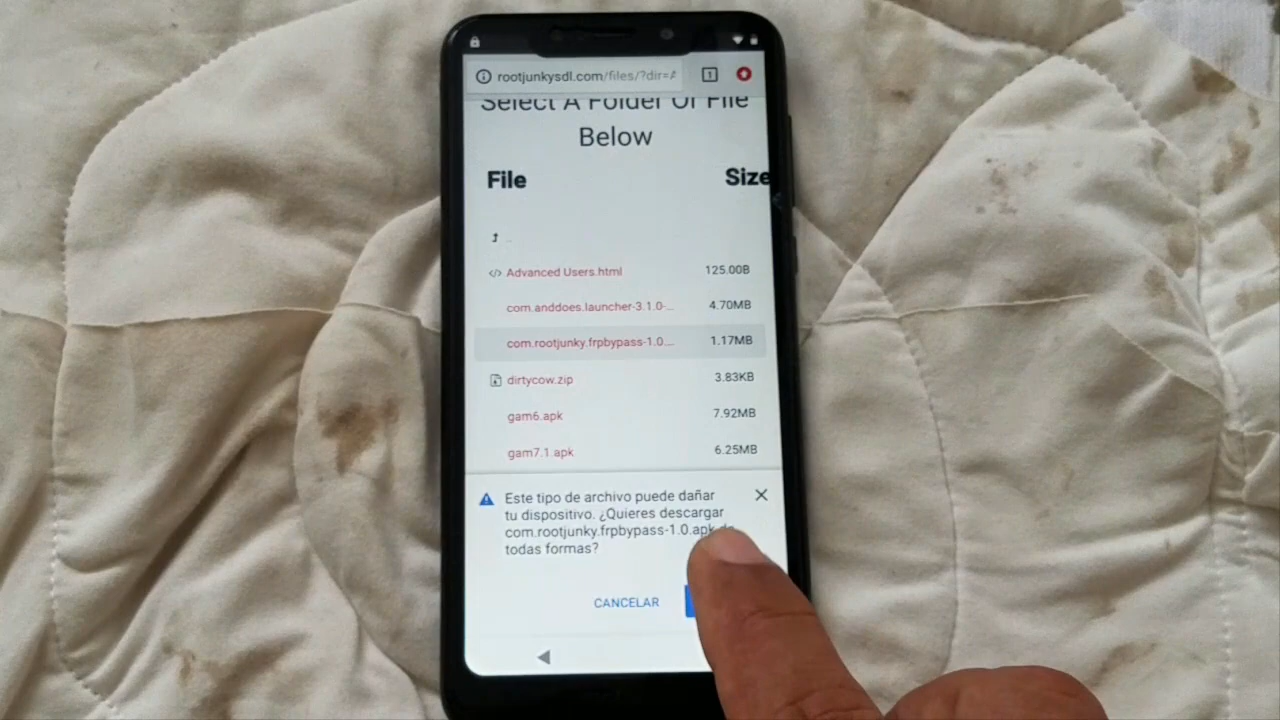 rootjunkysdl.com/files/?dir=A
1
Select A Folder Or File
Below
File Size
..
Advanced Users.html 125.00B
com.anddoes.launcher-3.1.0-... 4.70MB
com.rootjunky.frpbypass-1.0.... 1.17MB
dirtycow.zip 3.83KB
gam6.apk 7.92MB
gam7.1.apk 6.25MB
Este tipo de archivo puede dañar
tu dispositivo. ¿Quieres descargar
com.rootjunky.frpbypass-1.0.apk de
todas formas?
CANCELAR